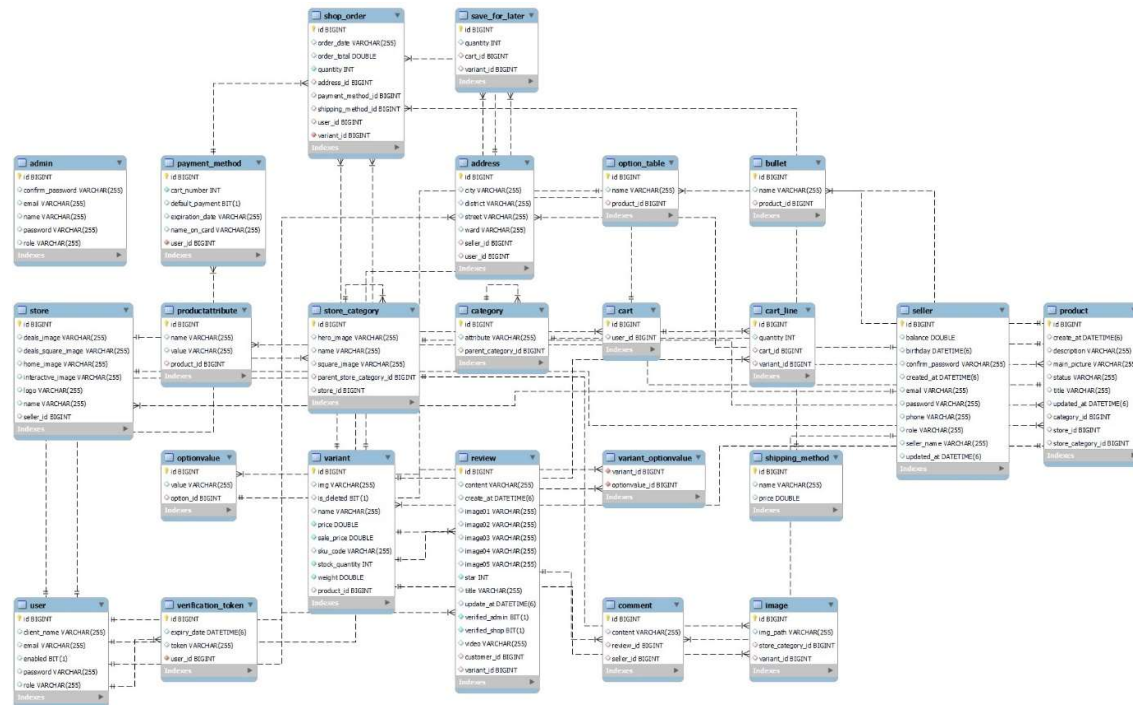 shop_order
id BIGINT
order_date VARCHAR(255)
order_total DOUBLE
quantity INT
address_id BIGINT
payment_method_id BIGINT
shipping_method_id BIGINT
user_id BIGINT
variant_id BIGINT
Indexes
save_for_later
id BIGINT
quantity INT
cart_id BIGINT
variant_id BIGINT
Indexes
admin
id BIGINT
confirm_password VARCHAR(255)
email VARCHAR(255)
name VARCHAR(255)
password VARCHAR(255)
role VARCHAR(255)
Indexes
payment_method
id BIGINT
cart_number INT
default_payment BIT(1)
expiration_date VARCHAR(255)
name_on_card VARCHAR(255)
user_id BIGINT
Indexes
address
id BIGINT
city VARCHAR(255)
district VARCHAR(255)
street VARCHAR(255)
ward VARCHAR(255)
seller_id BIGINT
user_id BIGINT
Indexes
option_table
id BIGINT
name VARCHAR(255)
product_id BIGINT
Indexes
bullet
id BIGINT
name VARCHAR(255)
product_id BIGINT
Indexes
store
id BIGINT
deals_image VARCHAR(255)
deals_square_image VARCHAR(255)
home_image VARCHAR(255)
interactive_image VARCHAR(255)
logo VARCHAR(255)
name VARCHAR(255)
seller_id BIGINT
Indexes
productattribute
id BIGINT
name VARCHAR(255)
value VARCHAR(255)
product_id BIGINT
Indexes
store_category
id BIGINT
hero_image VARCHAR(255)
name VARCHAR(255)
square_image VARCHAR(255)
parent_store_category_id BIGINT
store_id BIGINT
Indexes
category
id BIGINT
attribute VARCHAR(255)
parent_category_id BIGINT
Indexes
cart
id BIGINT
user_id BIGINT
Indexes
cart_line
id BIGINT
quantity INT
cart_id BIGINT
variant_id BIGINT
Indexes
seller
id BIGINT
balance DOUBLE
birthday DATETIME(6)
confirm_password VARCHAR(255)
created_at DATETIME(6)
email VARCHAR(255)
password VARCHAR(255)
phone VARCHAR(255)
role VARCHAR(255)
seller_name VARCHAR(255)
updated_at DATETIME(6)
Indexes
product
id BIGINT
create_at DATETIME(6)
description VARCHAR(255)
main_picture VARCHAR(255)
status VARCHAR(255)
title VARCHAR(255)
updated_at DATETIME(6)
category_id BIGINT
store_id BIGINT
store_category_id BIGINT
Indexes
optionvalue
id BIGINT
value VARCHAR(255)
option_id BIGINT
Indexes
variant
id BIGINT
img VARCHAR(255)
is_deleted BIT(1)
name VARCHAR(255)
price DOUBLE
sale_price DOUBLE
sku_code VARCHAR(255)
stock_quantity INT
weight DOUBLE
product_id BIGINT
Indexes
review
id BIGINT
content VARCHAR(255)
create_at DATETIME(6)
image01 VARCHAR(255)
image02 VARCHAR(255)
image03 VARCHAR(255)
image04 VARCHAR(255)
image05 VARCHAR(255)
star INT
title VARCHAR(255)
update_at DATETIME(6)
verified_admin BIT(1)
verified_shop BIT(1)
video VARCHAR(255)
customer_id BIGINT
variant_id BIGINT
Indexes
variant_optionvalue
variant_id BIGINT
optionvalue_id BIGINT
Indexes
shipping_method
id BIGINT
name VARCHAR(255)
price DOUBLE
Indexes
user
id BIGINT
client_name VARCHAR(255)
email VARCHAR(255)
enabled BIT(1)
password VARCHAR(255)
role VARCHAR(255)
Indexes
verification_token
id BIGINT
expiry_date DATETIME(6)
token VARCHAR(255)
user_id BIGINT
Indexes
comment
id BIGINT
content VARCHAR(255)
review_id BIGINT
seller_id BIGINT
Indexes
image
id BIGINT
img_path VARCHAR(255)
store_category_id BIGINT
variant_id BIGINT
Indexes